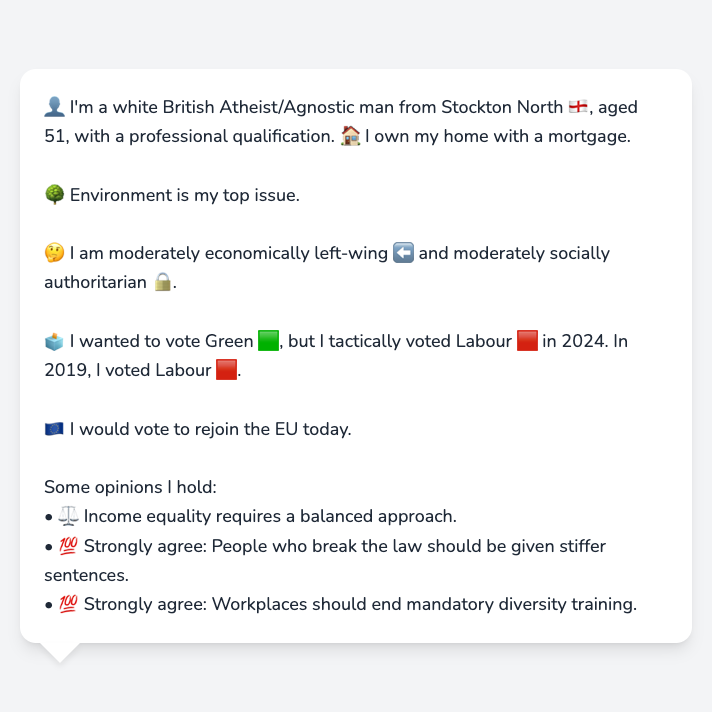 👤 I'm a white British Atheist/Agnostic man from Stockton North 🏴󠁧󠁢󠁥󠁮󠁧󠁿, aged
51, with a professional qualification. 🏠 I own my home with a mortgage.
🌳 Environment is my top issue.
🤔 I am moderately economically left-wing ⬅️ and moderately socially
authoritarian 🔒.
🗳️ I wanted to vote Green 🟩, but I tactically voted Labour 🟥 in 2024. In
2019, I voted Labour 🟥.
🇪🇺 I would vote to rejoin the EU today.
Some opinions I hold:
• ⚖️ Income equality requires a balanced approach.
• 💯 Strongly agree: People who break the law should be given stiffer
sentences.
• 💯 Strongly agree: Workplaces should end mandatory diversity training.